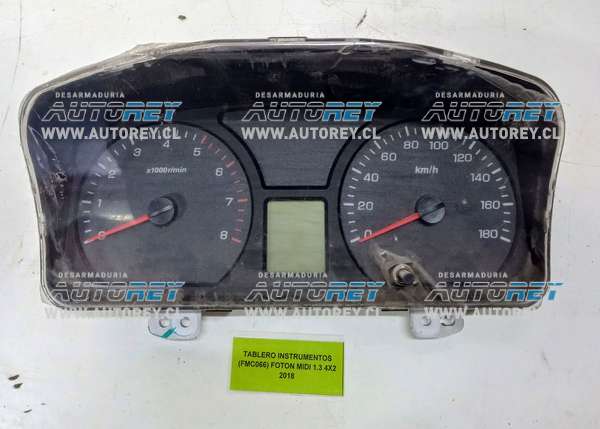 DESARMADURIA DESARMADURIA DESARMADURIA
AUTOREY AUTOREY AUTOREY
WWW.AUTOREY.CL WWW.AUTOREY.CL WWW.AUTOREY.CL
0 1 2 3 4 5 6 7 8
x1000r/min
0 20 40 60 80 100 120 140 160 180
km/h
DESARMADURIA DESARMADURIA DESARMADURIA
AUTOREY AUTOREY AUTOREY
WWW.AUTOREY.CL WWW.AUTOREY.CL WWW.AUTOREY.CL
TABLERO INSTRUMENTOS
(FMC066) FOTON MIDI 1.3 4X2
2018